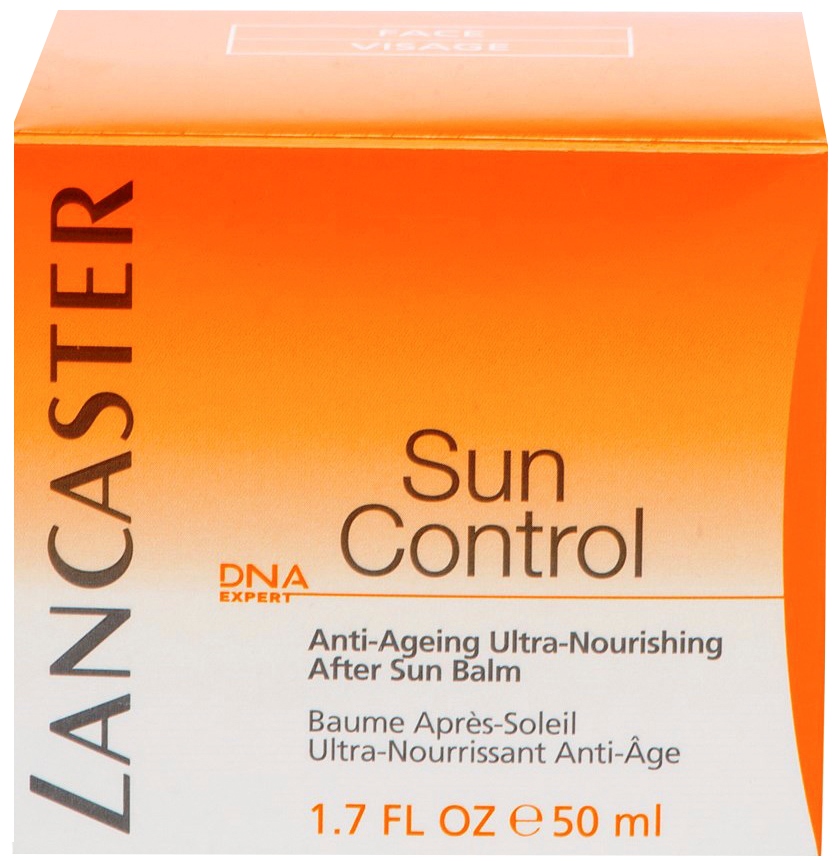 FACE
VISAGE
LANCASTER
Sun
Control
DNA
EXPERT
Anti-Ageing Ultra-Nourishing
After Sun Balm
Baume Après-Soleil
Ultra-Nourrissant Anti-Âge
1.7 FL OZ ℮ 50 ml